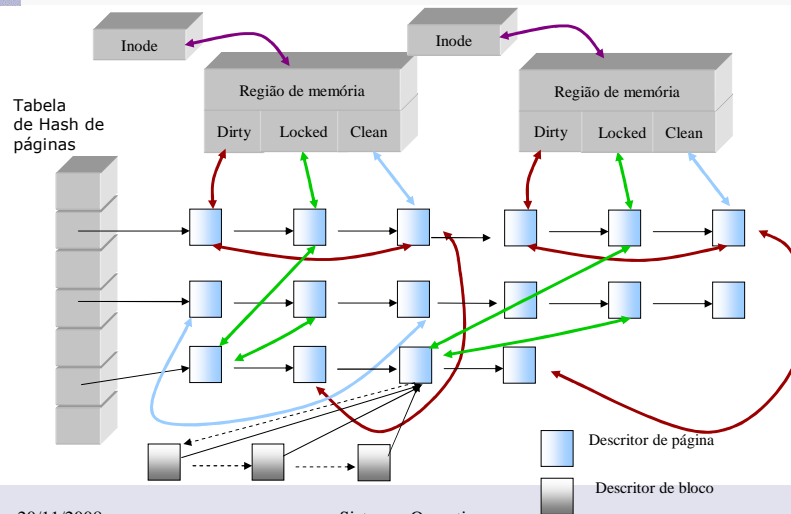 Inode
Inode
Região de memória
Dirty Locked Clean
Região de memória
Dirty Locked Clean
Tabela
de Hash de
páginas
Descritor de página
Descritor de bloco